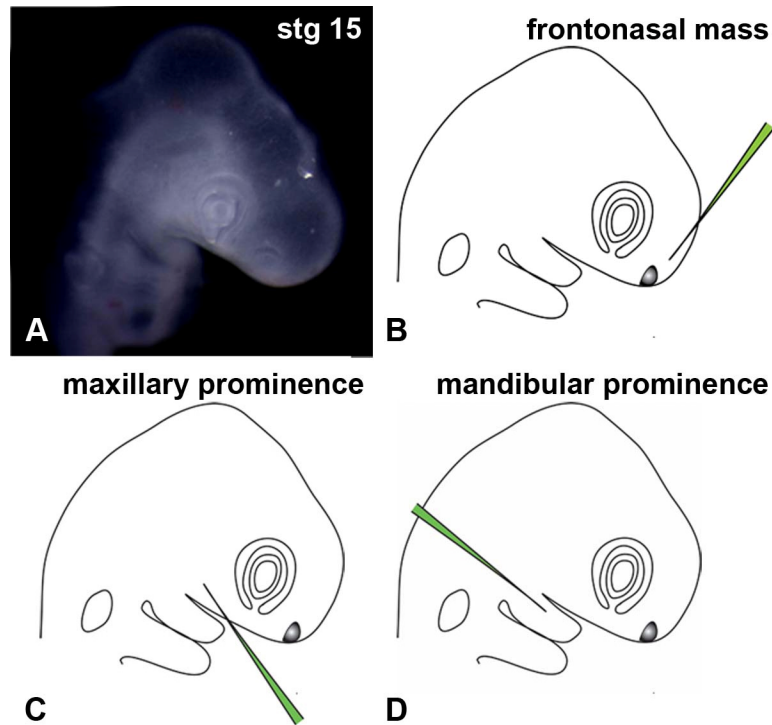 stg 15
A
frontonasal mass
B
maxillary prominence
C
mandibular prominence
D